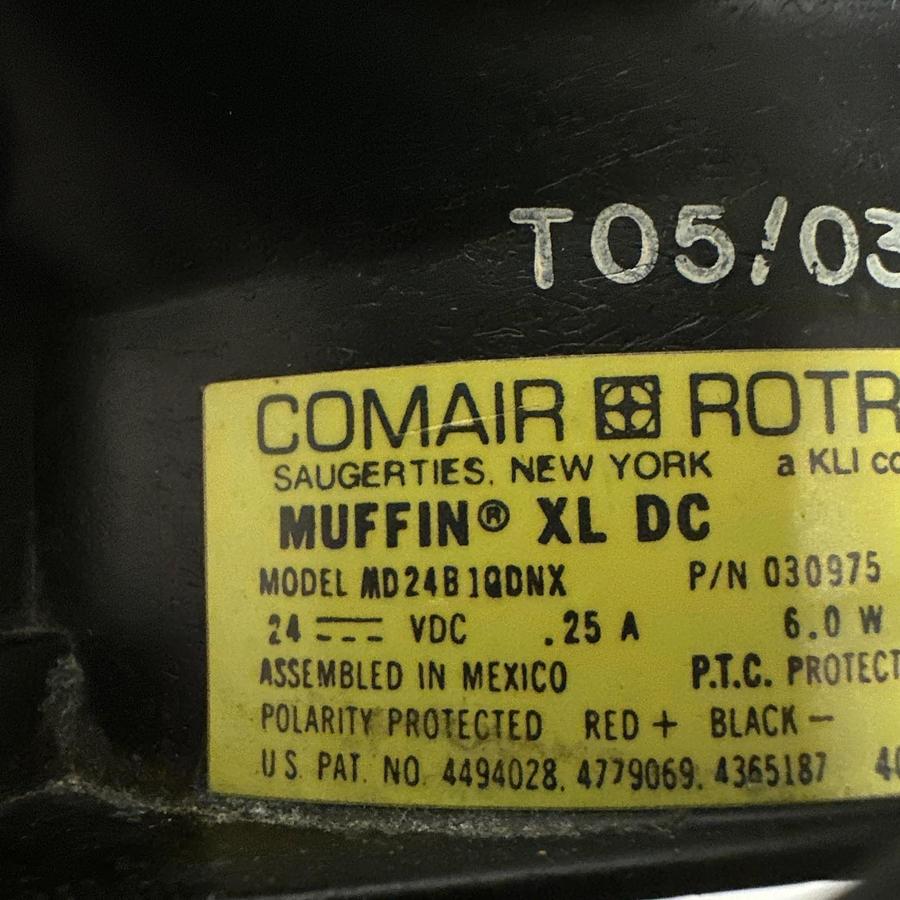 T05/03
COMAIR ROTR
SAUGERTIES, NEW YORK a KLI co
MUFFIN® XL DC
MODEL MD24B1QDNX P/N 030975
24 VDC .25 A 6.0 W
ASSEMBLED IN MEXICO P.T.C. PROTECT
POLARITY PROTECTED RED + BLACK –
U.S. PAT. NO. 4494028, 4779069, 4365187 40